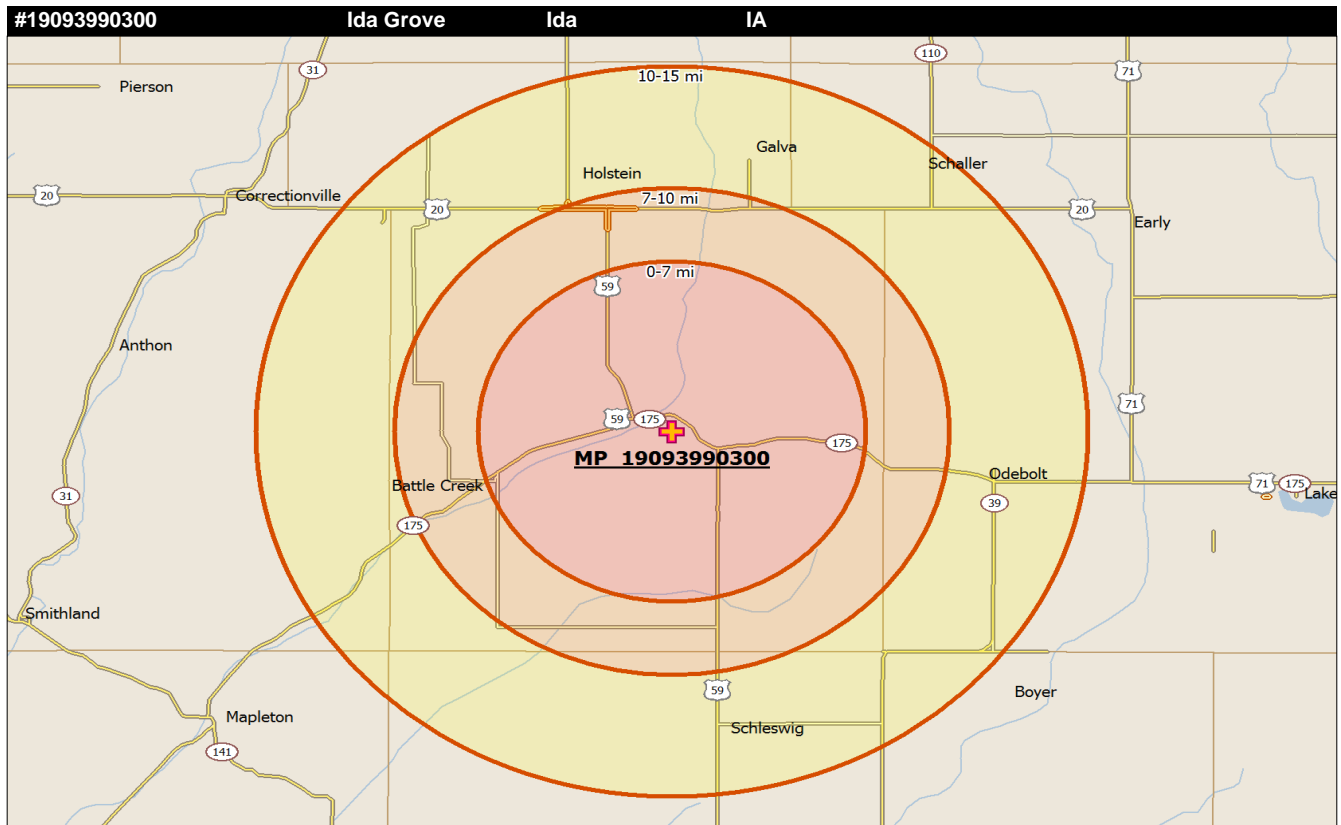 #19093990300 Ida Grove Ida IA
10-15 mi
110
31
71
Pierson
Galva
Schaller
Holstein
20
Correctionville
7-10 mi
20
20
Early
0-7 mi
59
Anthon
71
59
175
175
MP 19093990300
Odebolt
Battle Creek
71
175
Lake
31
39
175
Smithland
59
Boyer
Mapleton
Schleswig
141